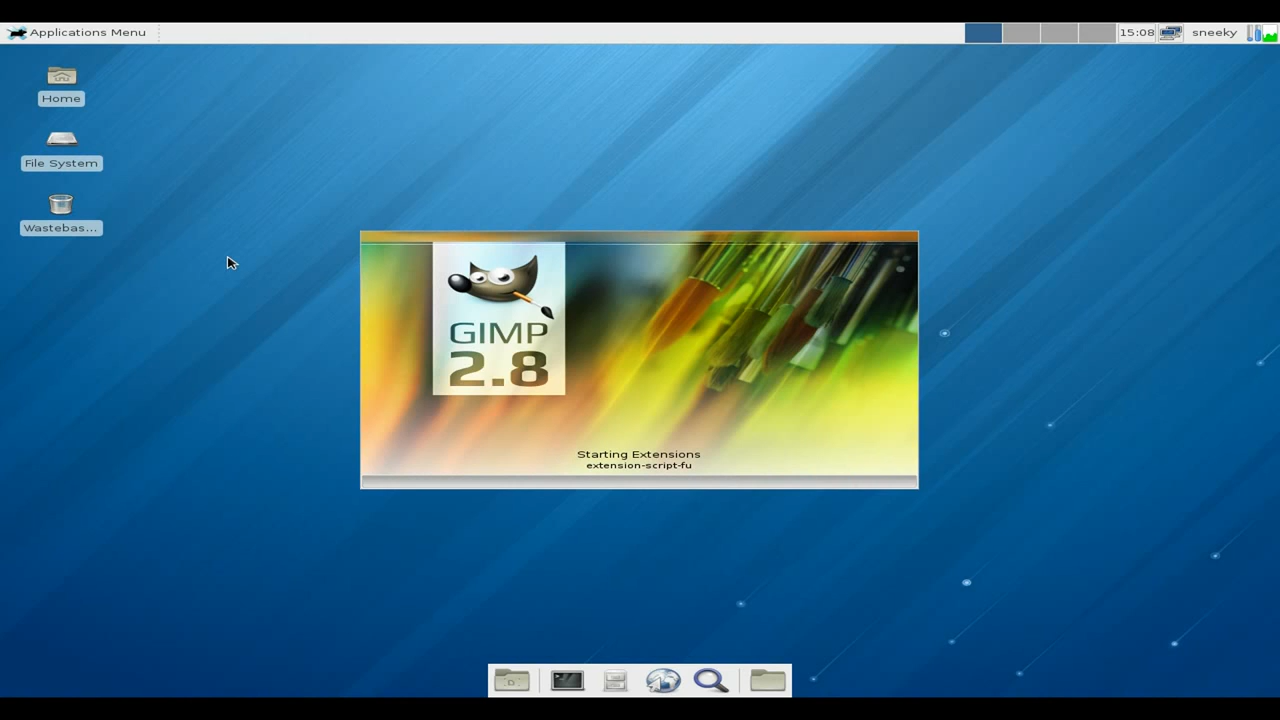 Applications Menu
15:08
sneeky
Home
File System
Wastebas...
GIMP
2.8
Starting Extensions
extension-script-fu